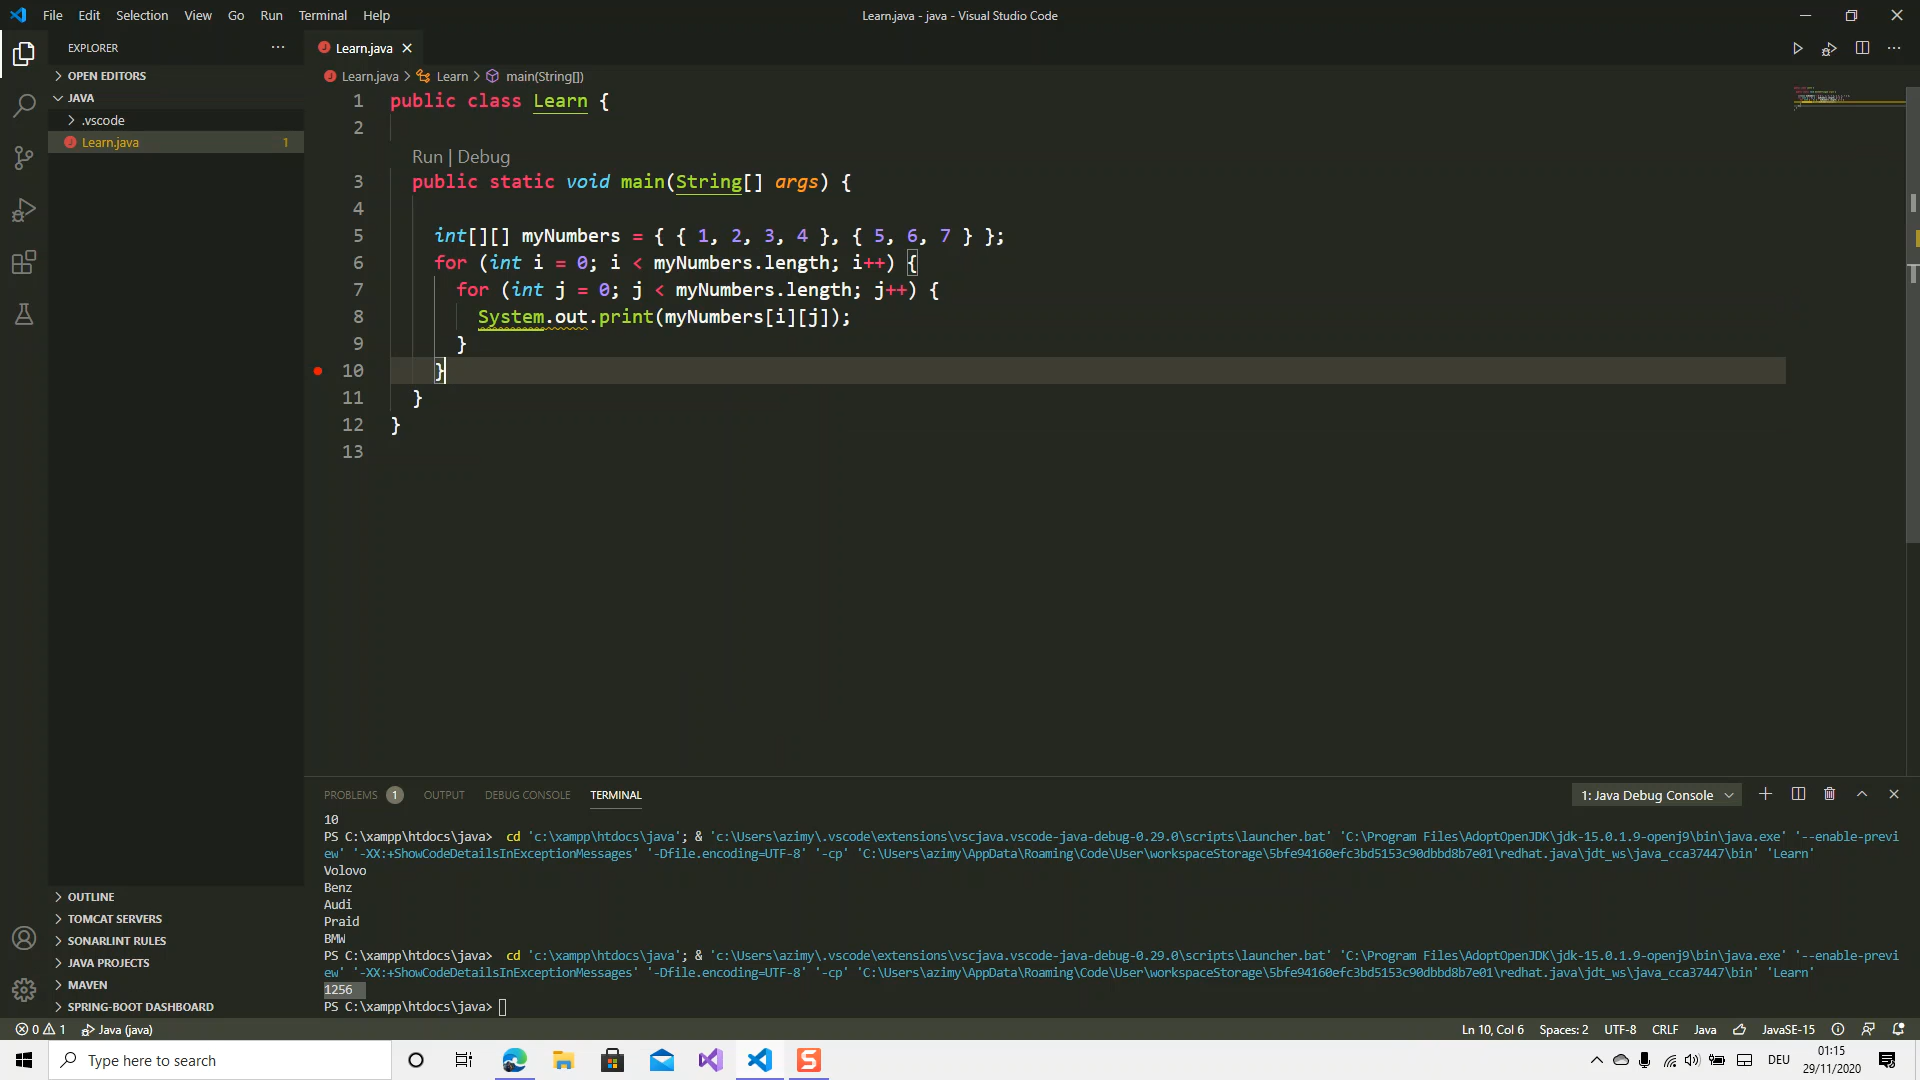 File Edit Selection View Go Run Terminal Help
Learn.java - java - Visual Studio Code
EXPLORER
OPEN EDITORS
JAVA
.vscode
Learn.java 1
OUTLINE
TOMCAT SERVERS
SONARLINT RULES
JAVA PROJECTS
MAVEN
SPRING-BOOT DASHBOARD
Learn.java
Learn.java > Learn > main(String[])
1 public class Learn {
2
Run | Debug
3 public static void main(String[] args) {
4
5 int[][] myNumbers = { { 1, 2, 3, 4 }, { 5, 6, 7 } };
6 for (int i = 0; i < myNumbers.length; i++) {
7 for (int j = 0; j < myNumbers.length; j++) {
8 System.out.print(myNumbers[i][j]);
9 }
10 }
11 }
12 }
13
PROBLEMS 1 OUTPUT DEBUG CONSOLE TERMINAL
1: Java Debug Console
10
PS C:\xampp\htdocs\java> cd 'c:\xampp\htdocs\java'; & 'c:\Users\azimy\.vscode\extensions\vscjava.vscode-java-debug-0.29.0\scripts\launcher.bat' 'C:\Program Files\AdoptOpenJDK\jdk-15.0.1.9-openj9\bin\java.exe' '--enable-previ
ew' '-XX:+ShowCodeDetailsInExceptionMessages' '-Dfile.encoding=UTF-8' '-cp' 'C:\Users\azimy\AppData\Roaming\Code\User\workspaceStorage\5bfe94160efc3bd5153c90dbbd8b7e01\redhat.java\jdt_ws\java_cca37447\bin' 'Learn'
Volovo
Benz
Audi
Praid
BMW
PS C:\xampp\htdocs\java> cd 'c:\xampp\htdocs\java'; & 'c:\Users\azimy\.vscode\extensions\vscjava.vscode-java-debug-0.29.0\scripts\launcher.bat' 'C:\Program Files\AdoptOpenJDK\jdk-15.0.1.9-openj9\bin\java.exe' '--enable-previ
ew' '-XX:+ShowCodeDetailsInExceptionMessages' '-Dfile.encoding=UTF-8' '-cp' 'C:\Users\azimy\AppData\Roaming\Code\User\workspaceStorage\5bfe94160efc3bd5153c90dbbd8b7e01\redhat.java\jdt_ws\java_cca37447\bin' 'Learn'
1256
PS C:\xampp\htdocs\java>
0 1 Java (java)
Ln 10, Col 6 Spaces: 2 UTF-8 CRLF Java JavaSE-15
Type here to search
DEU
01:15
29/11/2020